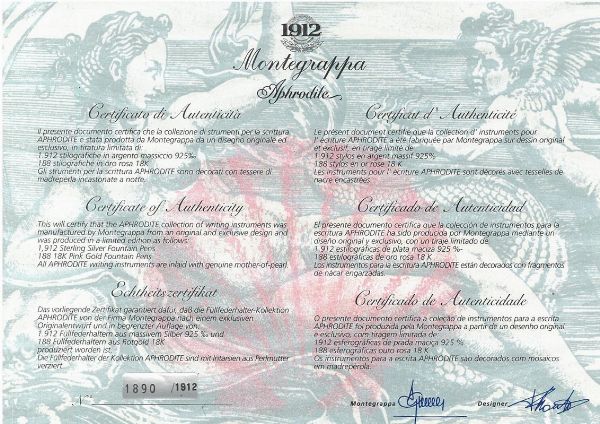 1912
Montegrappa
Aphrodite
Certificato di Autenticità
Il presente documento certifica che la collezione di strumenti per la scrittura
APHRODITE è stata prodotta da Montegrappa da un disegno originale ed
esclusivo, in tiratura limitata di:
1.912 stilografiche in argento massiccio 925‰
188 stilografiche in oro rosa 18K
Gli strumenti per la scrittura APHRODITE sono decorati con tessere di
madreperla incastonate a notte.
Certificate of Authenticity
This will certify that the APHRODITE collection of writing instruments was
manufactured by Montegrappa from an original and exclusive design and
was produced in a limited edition as follows:
1,912 Sterling Silver Fountain Pens
188 18K Pink Gold Fountain Pens
All APHRODITE writing instruments are inlaid with genuine mother-of-pearl.
Echtheitszertifikat
Das vorliegende Zertifikat garantiert dafür, daß die Füllfederhalter-Kollektion
APHRODITE von der Firma Montegrappa nach einem exklusiven
Originalentwurf und in begrenzter Auflage von:
1.912 Füllfederhaltern aus massivem Silber 925 ‰ und
188 Füllfederhaltern aus Rotgold 18K
produziert worden ist.
Die Füllfederhalter der Kollektion APHRODITE sind mit Intarsien aus Perlmutter
verziert.
1890 /1912
Certificat d' Authenticité
Le présent document certifie que la collection d' instruments pour
l' écriture APHRODITE a été fabriquée par Montegrappa sur dessin original
et exclusif, en tirage limité de:
1.912 stylos en argent massif 925‰
188 stylos en or rose 18 K
Les instruments pour l' écriture APHRODITE sont décorés avec tesselles de
nacre encastrées.
Certificado de Autenticidad
El presente documento certifica que la colección de instrumentos para la
escritura APHRODITE ha sido producida por Montegrappa mediante un
diseño original y exclusivo, con un tiraje limitado de:
1.912 estilográficas de plata maciza 925 ‰
188 estilográficas de oro rosa 18 K
Los instrumentos para la escritura APHRODITE están decorados con fragmentos
de nácar engarzadas.
Certificado de Autenticidade
O presente documento certifica a coleção de instrumentos para a escrita
APHRODITE foi produzida pela Montegrappa a partir de um desenho original
e exclusivo, com tiragem limitada de:
1912 esferográficas de prata maciça 925 ‰
188 esferográficas ouro rosa 18 K
Os instrumentos para a escrita APHRODITE são decorados com mosaicos
em madrepérola.
Montegrappa
Designer